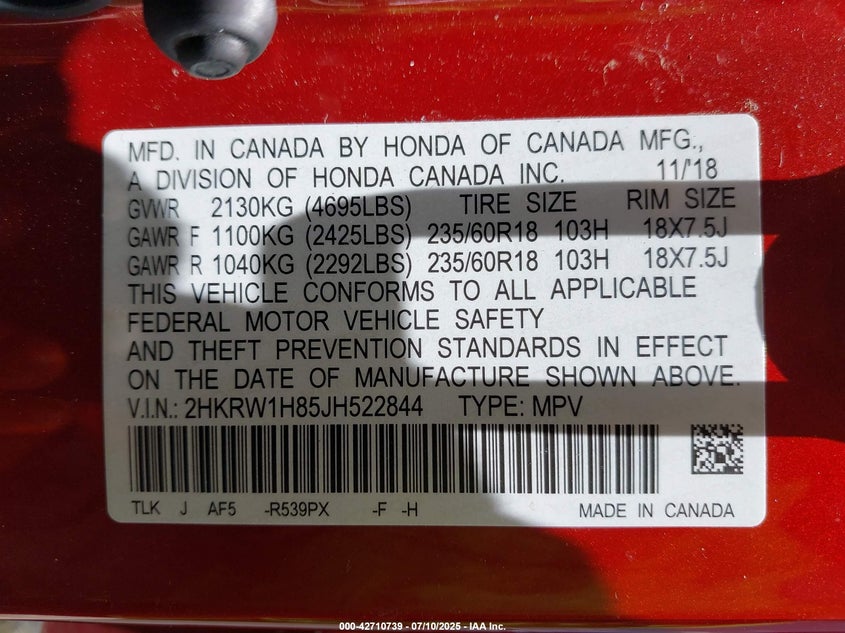 MFD. IN CANADA BY HONDA OF CANADA MFG.,
A DIVISION OF HONDA CANADA INC. 11/'18
GVWR 2130KG (4695LBS) TIRE SIZE RIM SIZE
GAWR F 1100KG (2425LBS) 235/60R18 103H 18X7.5J
GAWR R 1040KG (2292LBS) 235/60R18 103H 18X7.5J
THIS VEHICLE CONFORMS TO ALL APPLICABLE
FEDERAL MOTOR VEHICLE SAFETY
AND THEFT PREVENTION STANDARDS IN EFFECT
ON THE DATE OF MANUFACTURE SHOWN ABOVE.
V.I.N.: 2HKRW1H85JH522844 TYPE: MPV
TLK J AF5 -R539PX -F -H MADE IN CANADA
000-42710739 - 07/10/2025 - IAA Inc.